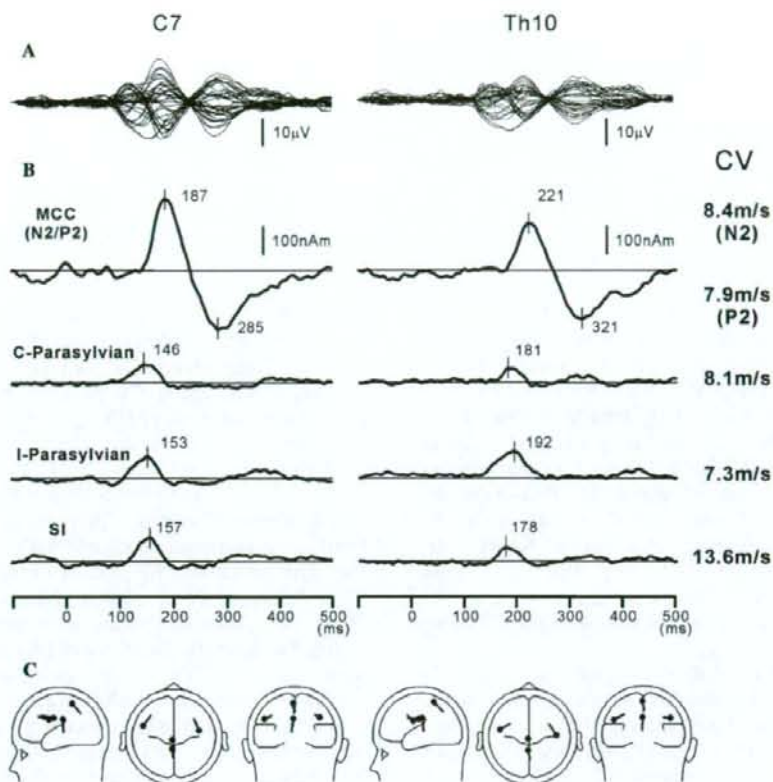 C7 Th10
A
10μV 10μV
CV
B
187 221
MCC 8.4m/s
(N2/P2) 100nAm 100nAm (N2)
7.9m/s
285 321 (P2)
C-Parasylvian 146 181
8.1m/s
I-Parasylvian 153 192
7.3m/s
SI 157 178
13.6m/s
0 100 200 300 400 500 0 100 200 300 400 500
(ms) (ms)
C